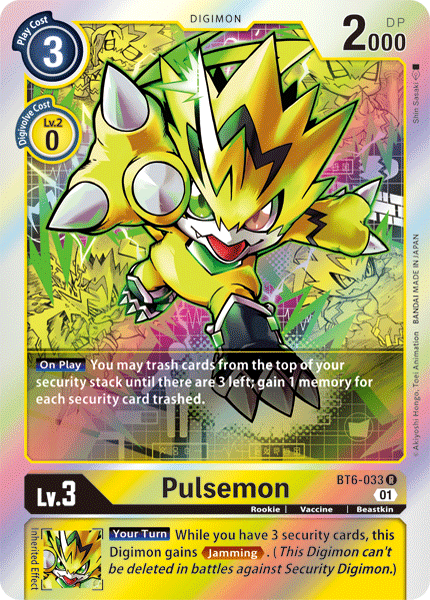 Play Cost
3
DIGIMON
DP
2000
Digivolve Cost
Lv.2
0
Shin Sasaki
On Play You may trash cards from the top of your
security stack until there are 3 left; gain 1 memory for
each security card trashed.
© Akiyoshi Hongo, Toei Animation BANDAI MADE IN JAPAN
Lv.3
Pulsemon
BT6-033 R
01
Rookie | Vaccine | Beastkin
Inherited Effect
Your Turn While you have 3 security cards, this
Digimon gains Jamming . (This Digimon can't
be deleted in battles against Security Digimon.)